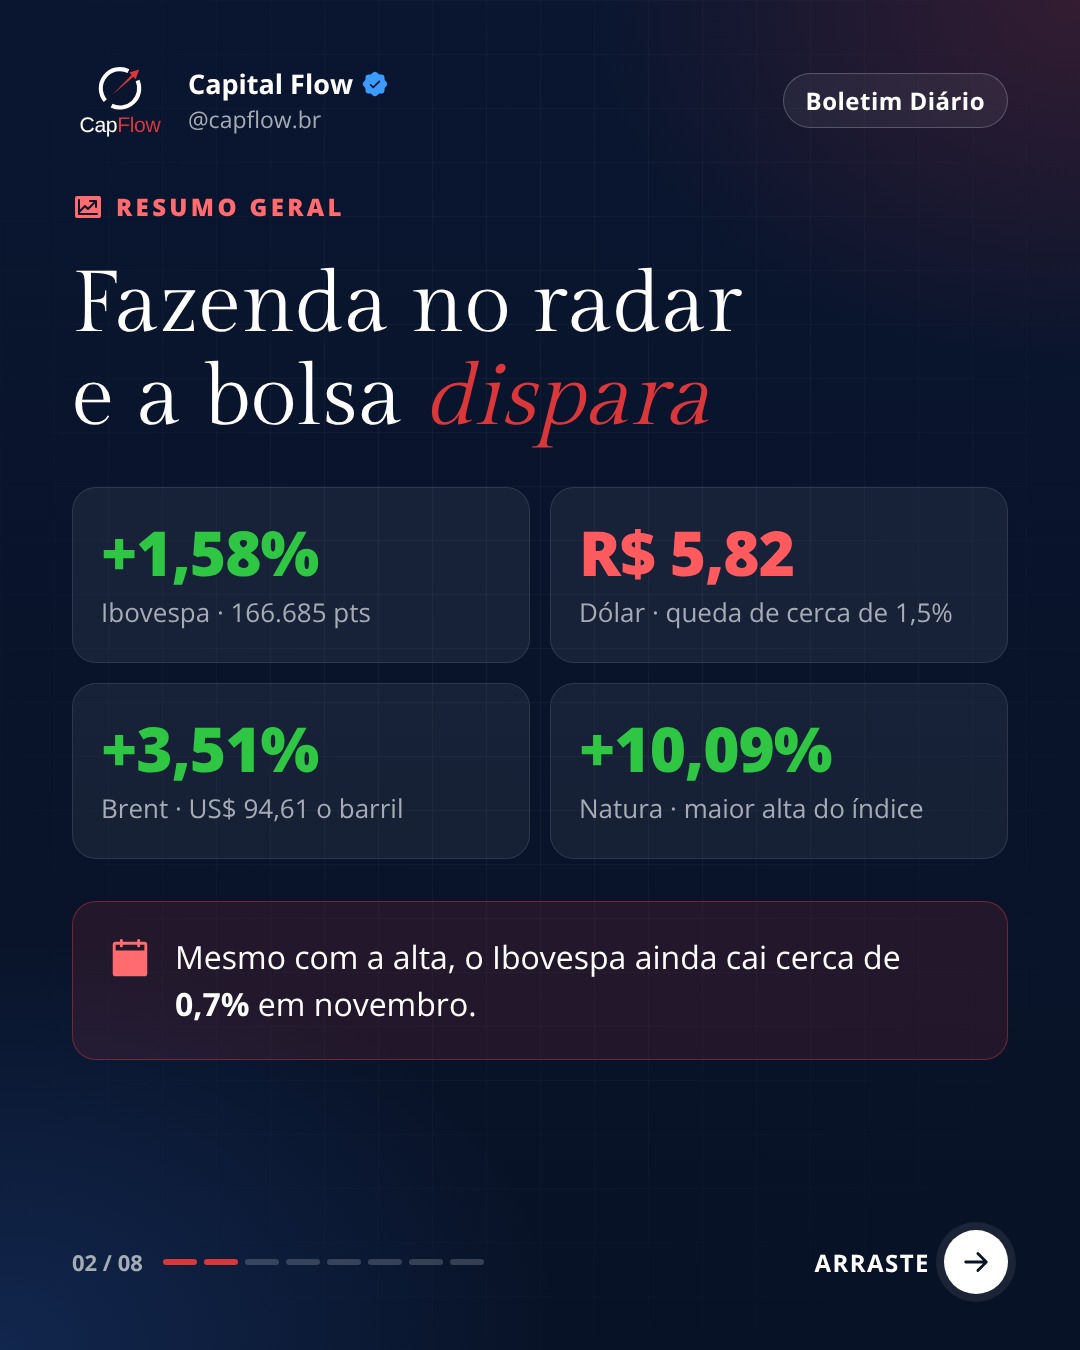 CapFlow
Capital Flow
@capflow.br
Boletim Diário
RESUMO GERAL
Fazenda no radar
e a bolsa dispara
+1,58%
Ibovespa · 166.685 pts
R$ 5,82
Dólar · queda de cerca de 1,5%
+3,51%
Brent · US$ 94,61 o barril
+10,09%
Natura · maior alta do índice
Mesmo com a alta, o Ibovespa ainda cai cerca de
0,7% em novembro.
02 / 08
ARRASTE